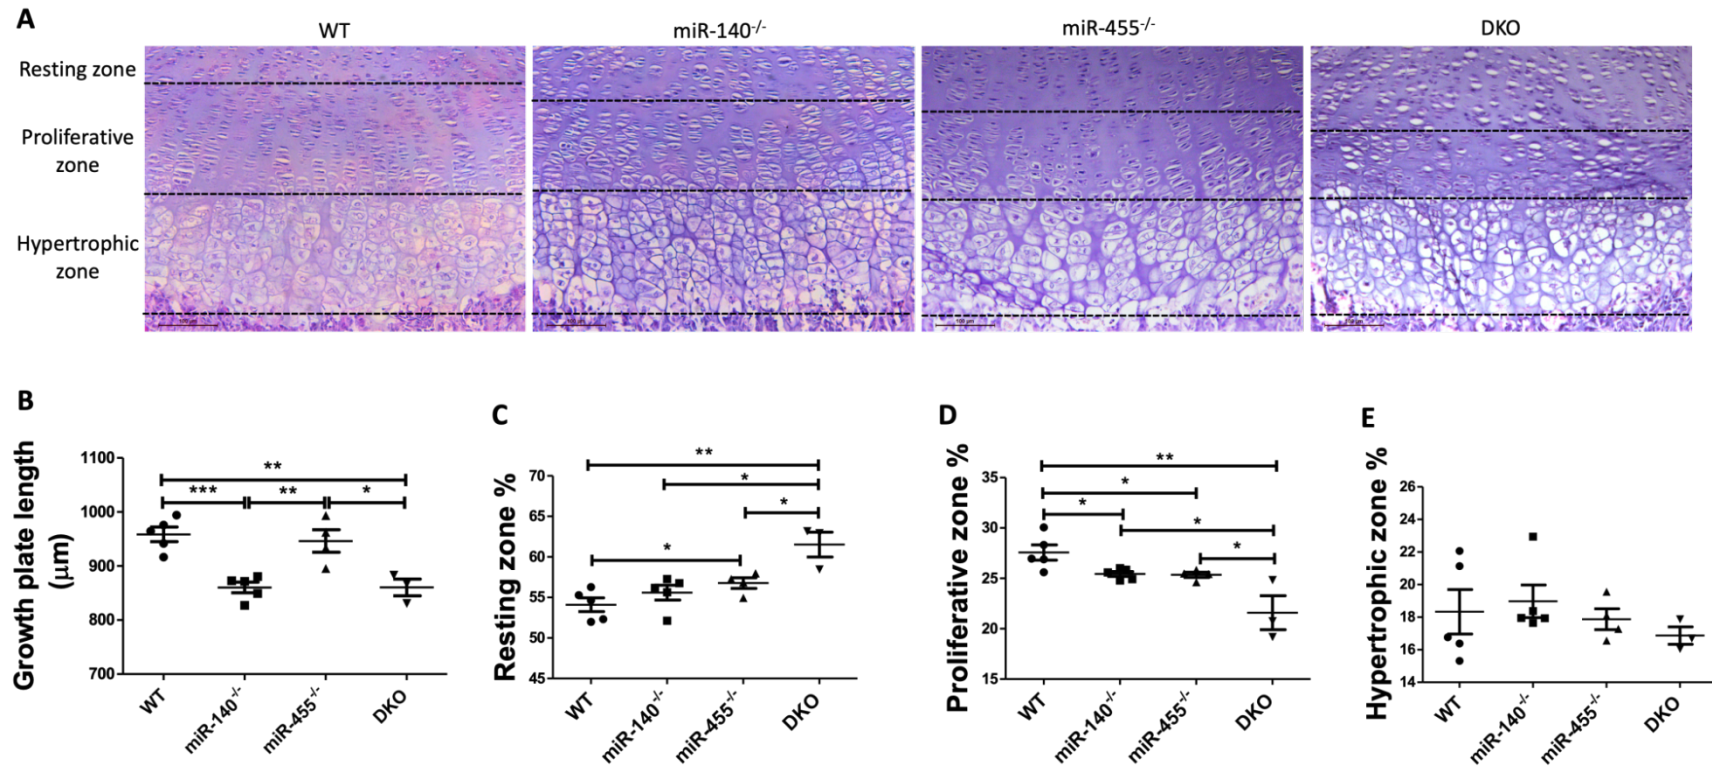 A
WT
miR-140-/-
miR-455-/-
DKO
Resting zone
Proliferative
zone
Hypertrophic
zone
100 µm
B
Growth plate length
(µm)
1100
1000
900
800
700
**
***
**
*
WT
miR-140-/-
miR-455-/-
DKO
C
Resting zone %
70
65
60
55
50
45
**
*
*
*
WT
miR-140-/-
miR-455-/-
DKO
D
Proliferative zone %
35
30
25
20
15
**
*
*
*
*
WT
miR-140-/-
miR-455-/-
DKO
E
Hypertrophic zone %
26
24
22
20
18
16
14
WT
miR-140-/-
miR-455-/-
DKO